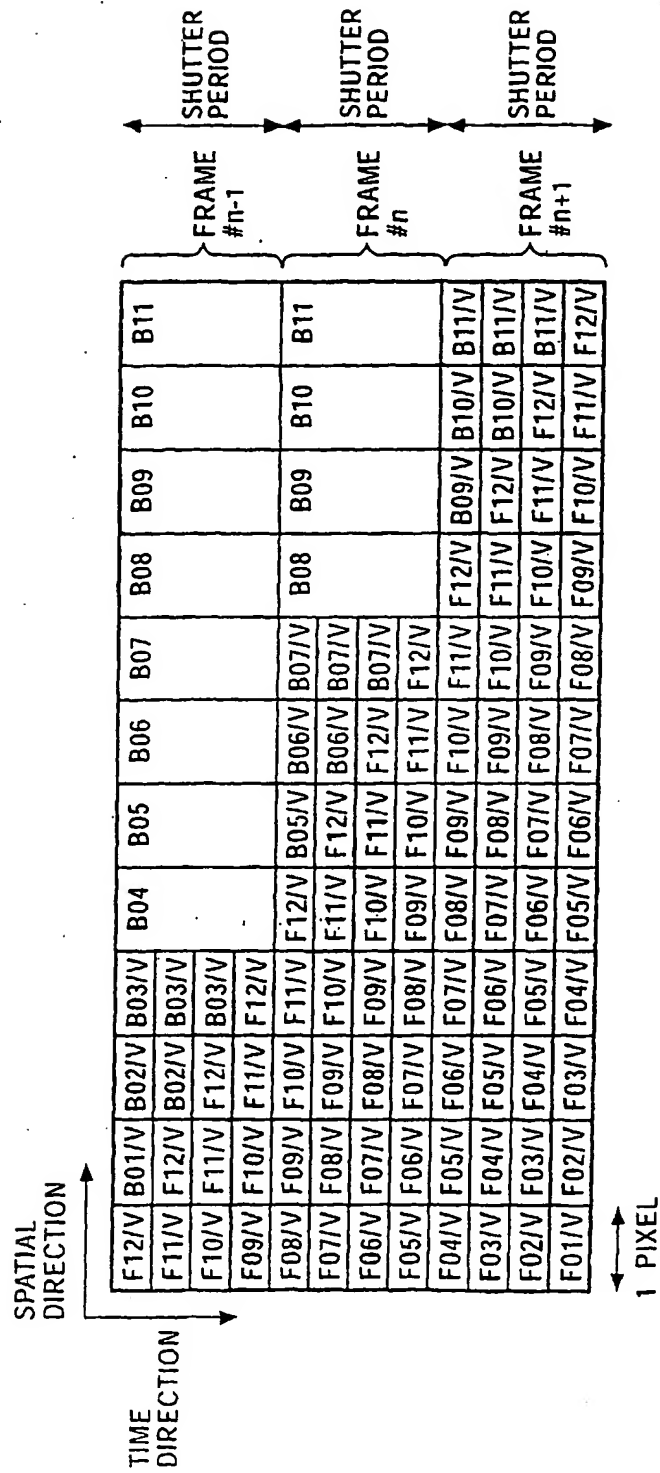 SPATIAL
DIRECTION
TIME
DIRECTION
F12/V B01/V B02/V B03/V B04 B05 B06 B07 B08 B09 B10 B11
F11/V F12/V B02/V B03/V
F10/V F11/V F12/V B03/V
F09/V F10/V F11/V F12/V
FRAME
#n-1
SHUTTER
PERIOD
F08/V F09/V F10/V F11/V F12/V B05/V B06/V B07/V B08 B09 B10 B11
F07/V F08/V F09/V F10/V F11/V F12/V B06/V B07/V
F06/V F07/V F08/V F09/V F10/V F11/V F12/V B07/V
F05/V F06/V F07/V F08/V F09/V F10/V F11/V F12/V
FRAME
#n
SHUTTER
PERIOD
F04/V F05/V F06/V F07/V F08/V F09/V F10/V F11/V F12/V B09/V B10/V B11/V
F03/V F04/V F05/V F06/V F07/V F08/V F09/V F10/V F11/V F12/V B10/V B11/V
F02/V F03/V F04/V F05/V F06/V F07/V F08/V F09/V F10/V F11/V F12/V B11/V
F01/V F02/V F03/V F04/V F05/V F06/V F07/V F08/V F09/V F10/V F11/V F12/V
FRAME
#n+1
SHUTTER
PERIOD
1 PIXEL